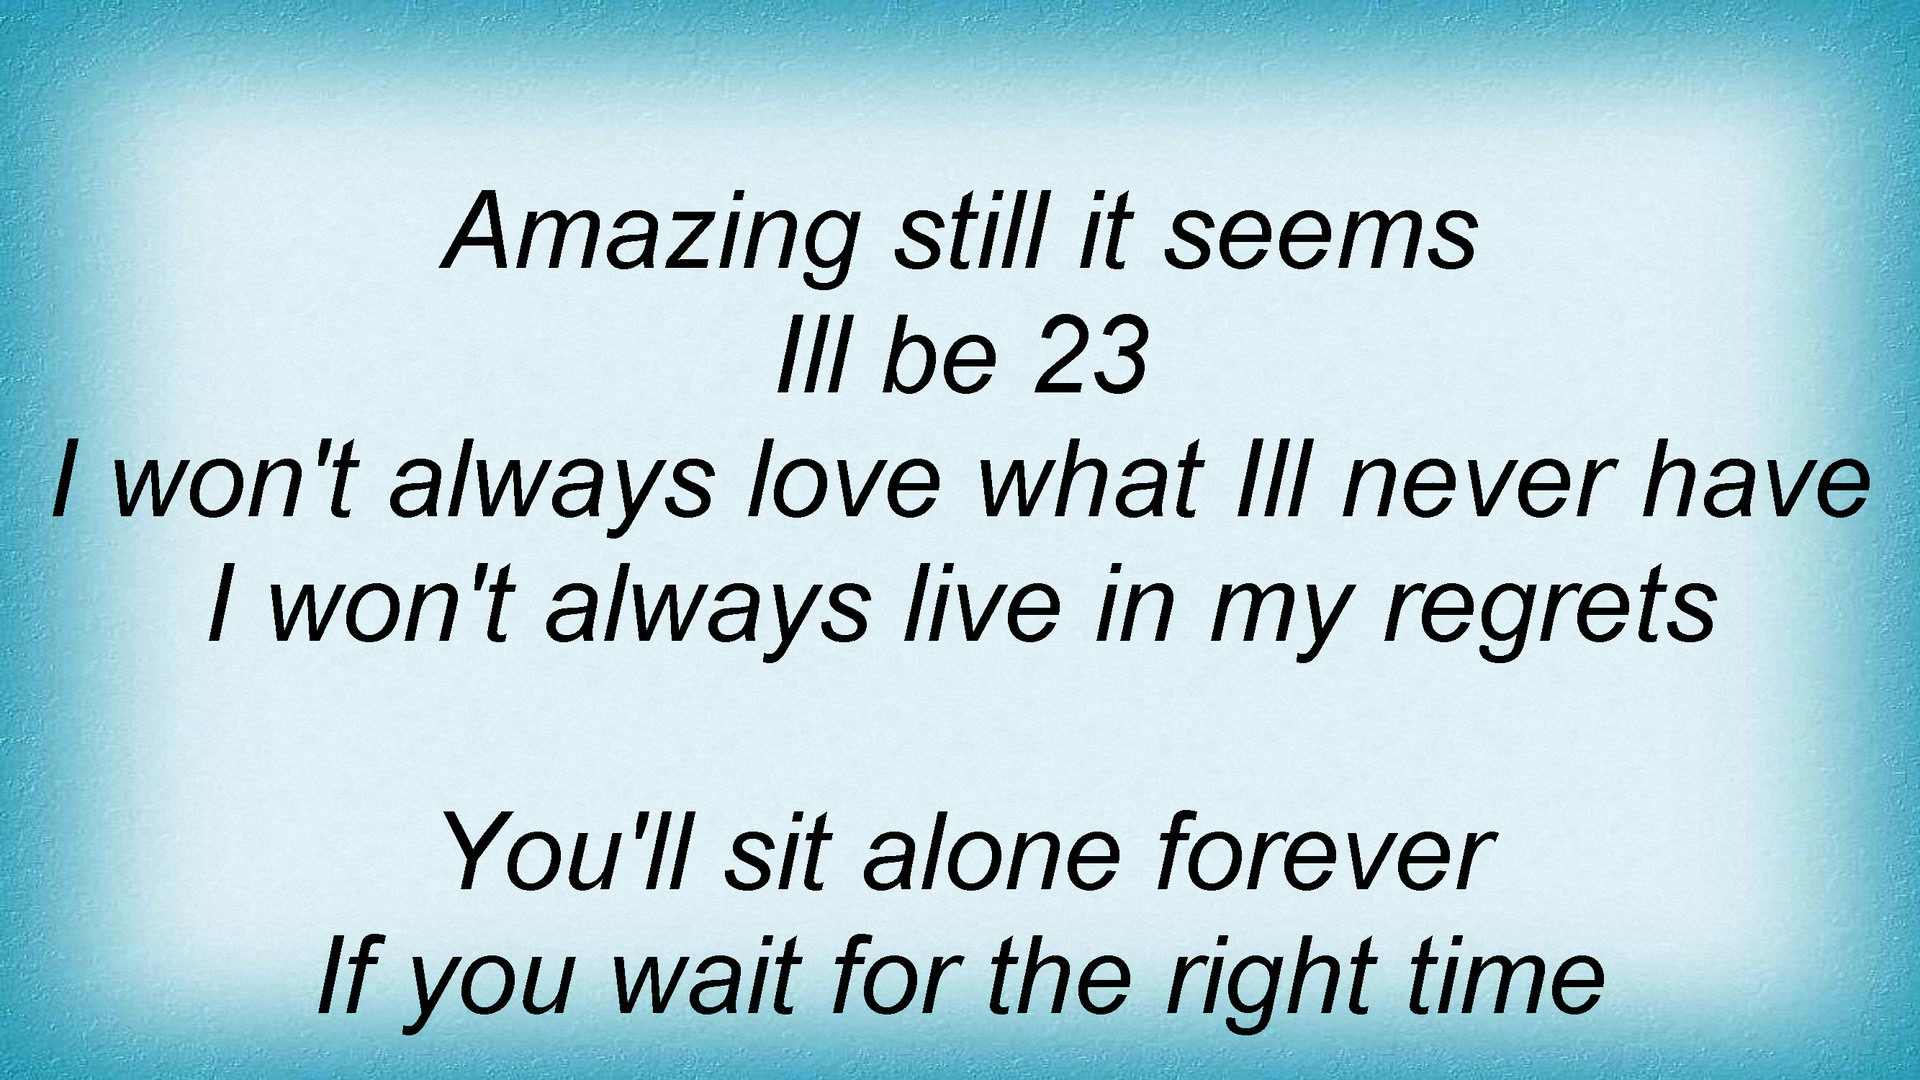 Amazing still it seems
Ill be 23
I won't always love what Ill never have
I won't always live in my regrets
You'll sit alone forever
If you wait for the right time